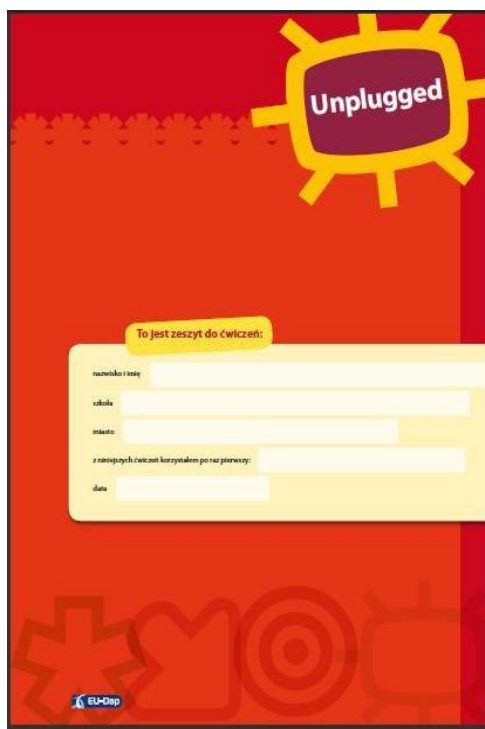 Unplugged
To jest zeszyt do ćwiczeń:
nazwisko i imię
szkoła
miasto
z niniejszych ćwiczeń korzystałem po raz pierwszy:
data
EU-Dap